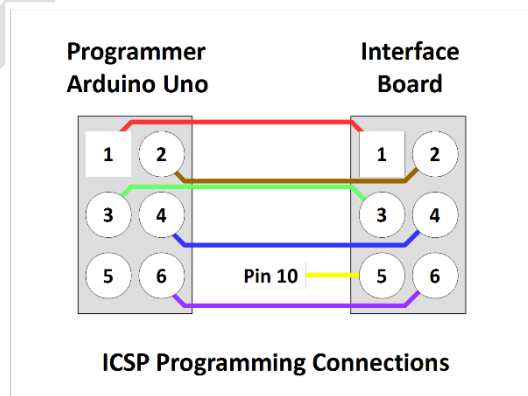 Programmer
Arduino Uno
Interface
Board
1 2 1 2
3 4 3 4
5 6 Pin 10 5 6
ICSP Programming Connections